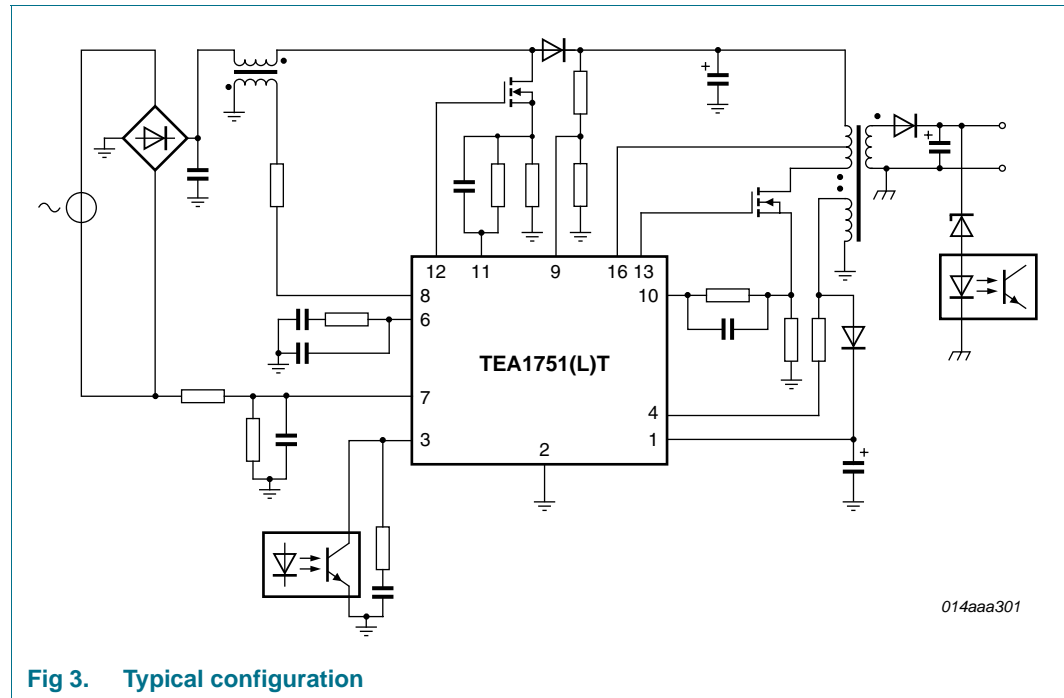 +
+
12 11 9 16 13
8 10
6
TEA1751(L)T
7
4
3 1
2
+
014aaa301
Fig 3. Typical configuration